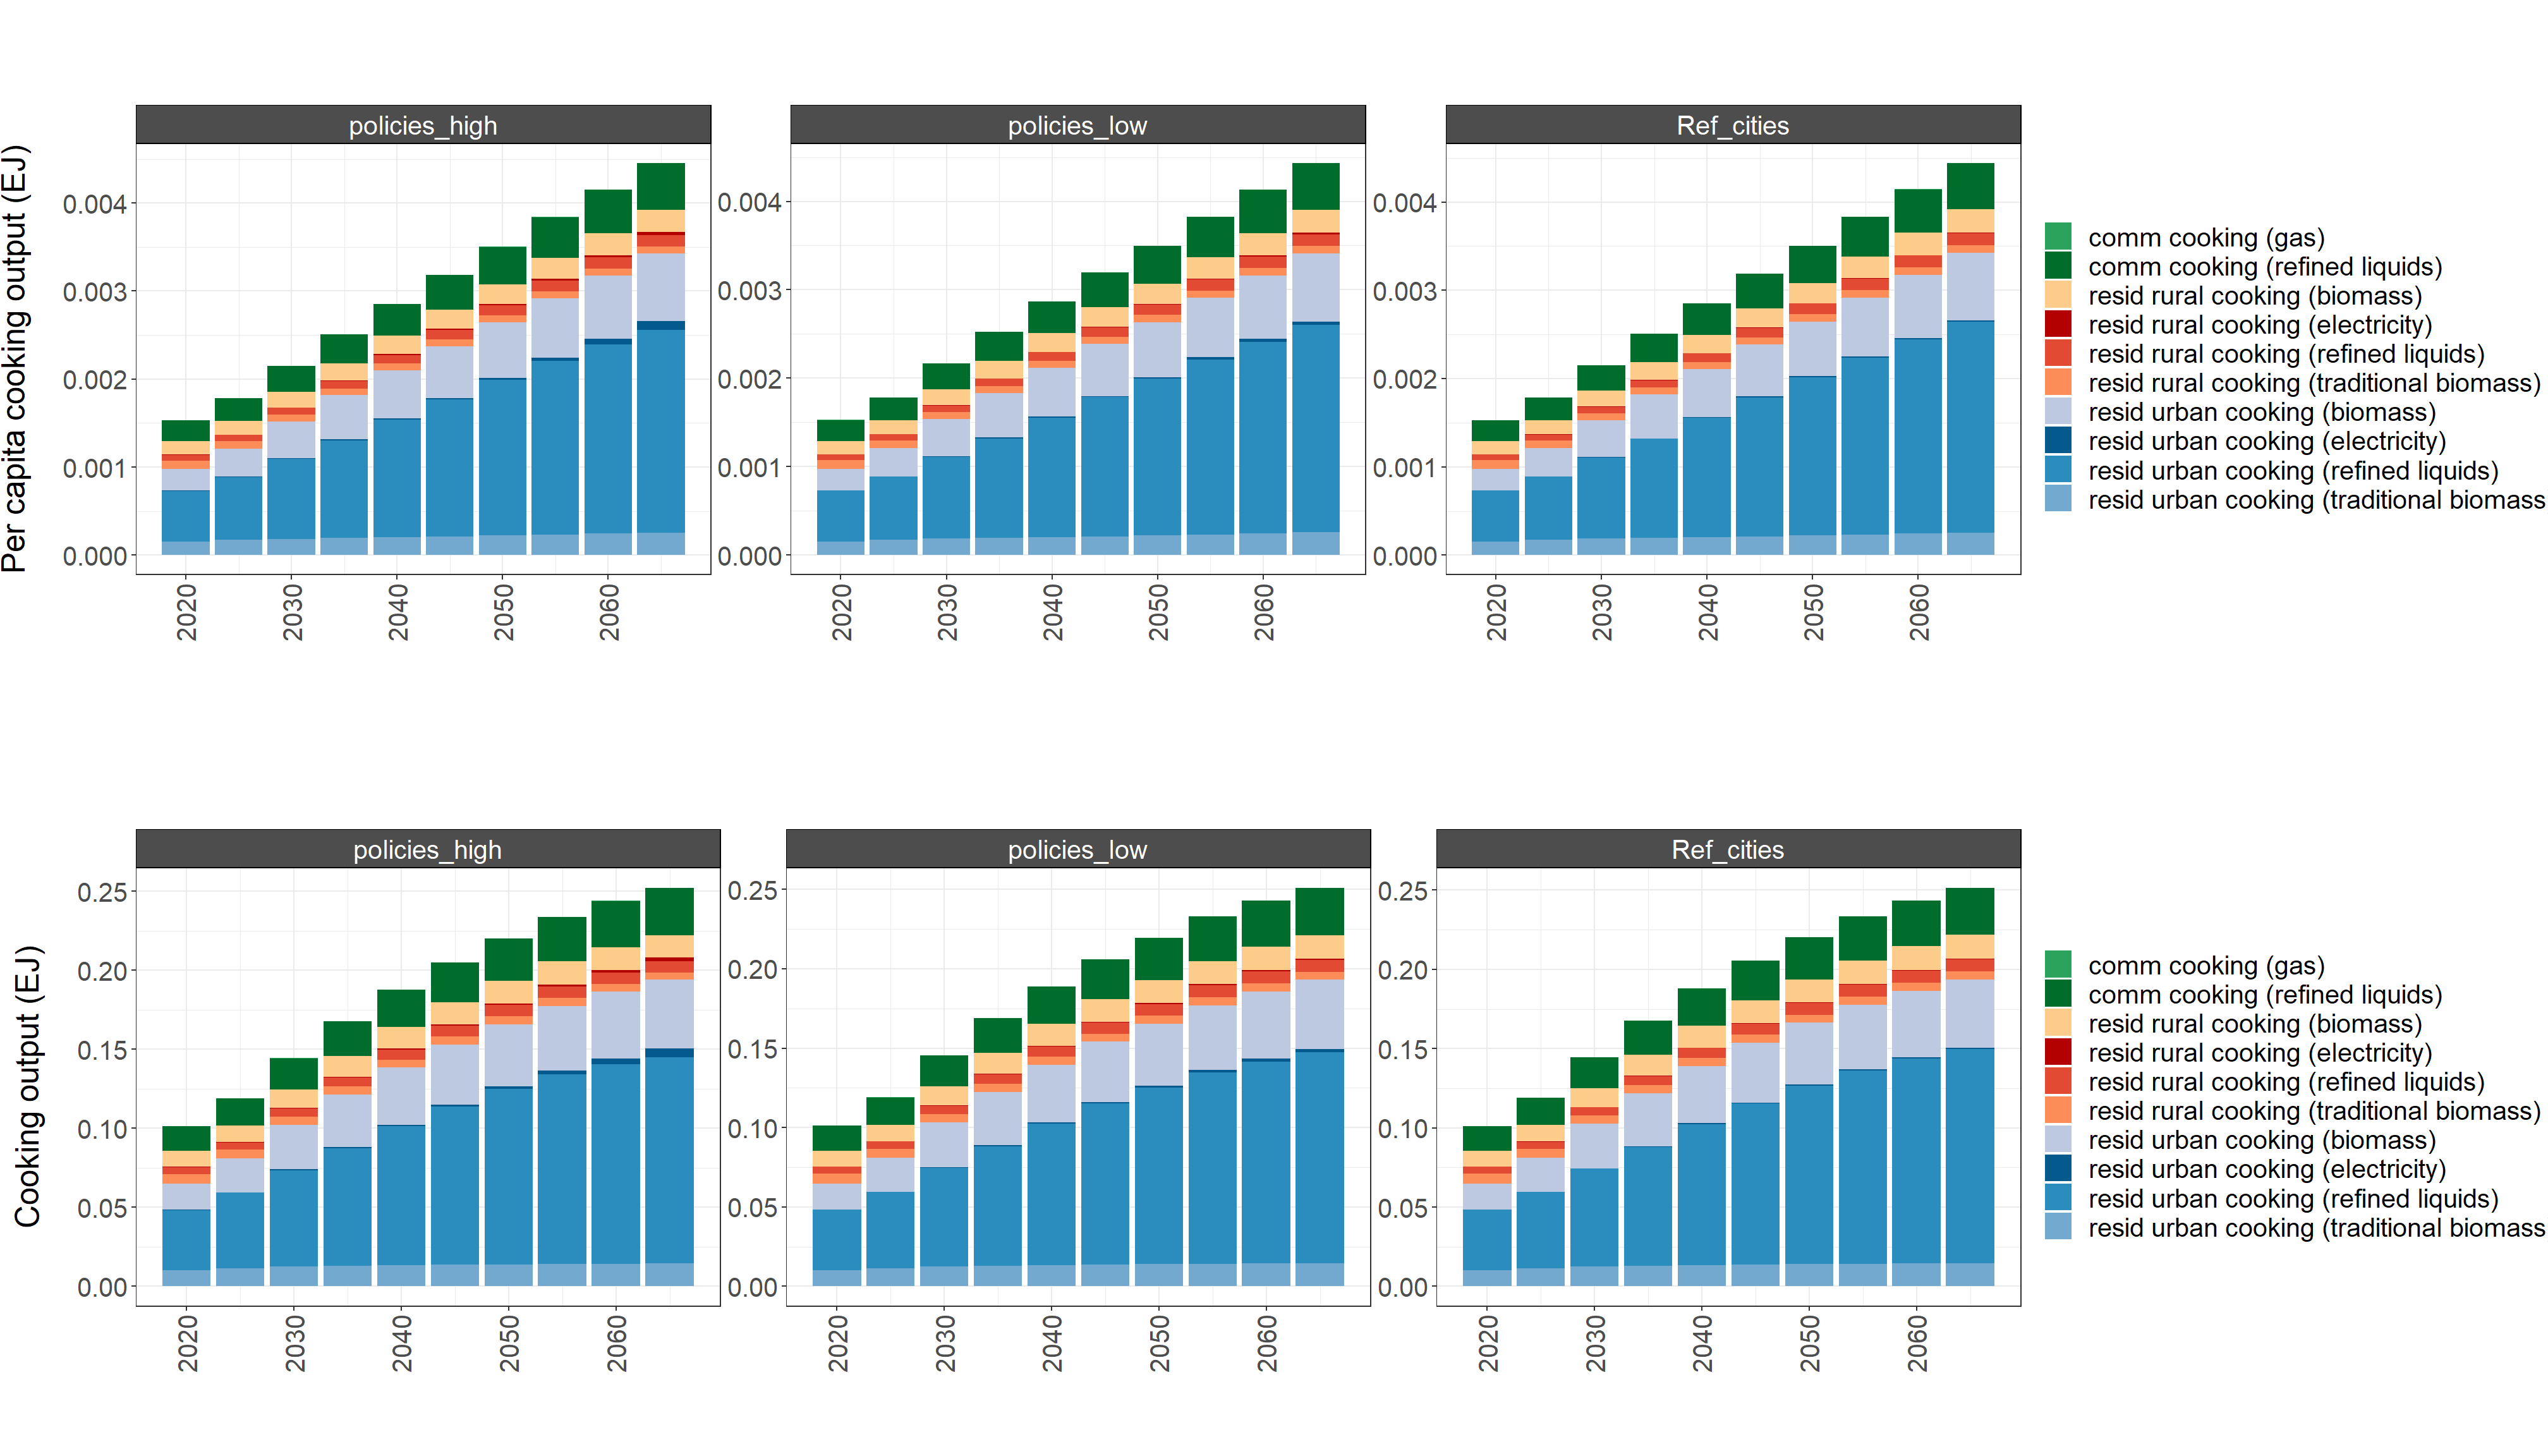 policies_high
policies_low
Ref_cities
Per capita cooking output (EJ)
0.004
0.003
0.002
0.001
0.000
0.004
0.003
0.002
0.001
0.000
0.004
0.003
0.002
0.001
0.000
2020
2030
2040
2050
2060
2020
2030
2040
2050
2060
2020
2030
2040
2050
2060
comm cooking (gas)
comm cooking (refined liquids)
resid rural cooking (biomass)
resid rural cooking (electricity)
resid rural cooking (refined liquids)
resid rural cooking (traditional biomass)
resid urban cooking (biomass)
resid urban cooking (electricity)
resid urban cooking (refined liquids)
resid urban cooking (traditional biomass
policies_high
policies_low
Ref_cities
Cooking output (EJ)
0.25
0.20
0.15
0.10
0.05
0.00
0.25
0.20
0.15
0.10
0.05
0.00
0.25
0.20
0.15
0.10
0.05
0.00
2020
2030
2040
2050
2060
2020
2030
2040
2050
2060
2020
2030
2040
2050
2060
comm cooking (gas)
comm cooking (refined liquids)
resid rural cooking (biomass)
resid rural cooking (electricity)
resid rural cooking (refined liquids)
resid rural cooking (traditional biomass)
resid urban cooking (biomass)
resid urban cooking (electricity)
resid urban cooking (refined liquids)
resid urban cooking (traditional biomass